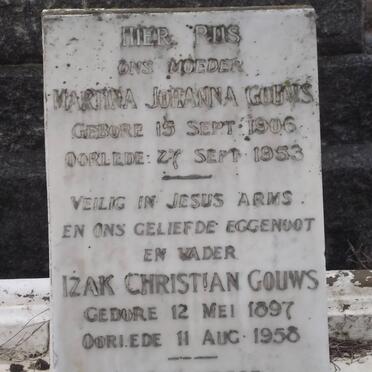 HIER RUS
ONS MOEDER
MARTINA JOHANNA GOUWS
GEBORE 15 SEPT. 1906
OORLEDE: 27 SEPT. 1953
VEILIG IN JESUS ARMS.
EN ONS GELIEFDE EGGENOOT
EN VADER
IZAK CHRISTIAN GOUWS
GEBORE 12 MEI 1897
OORLEDE 11 AUG. 1958